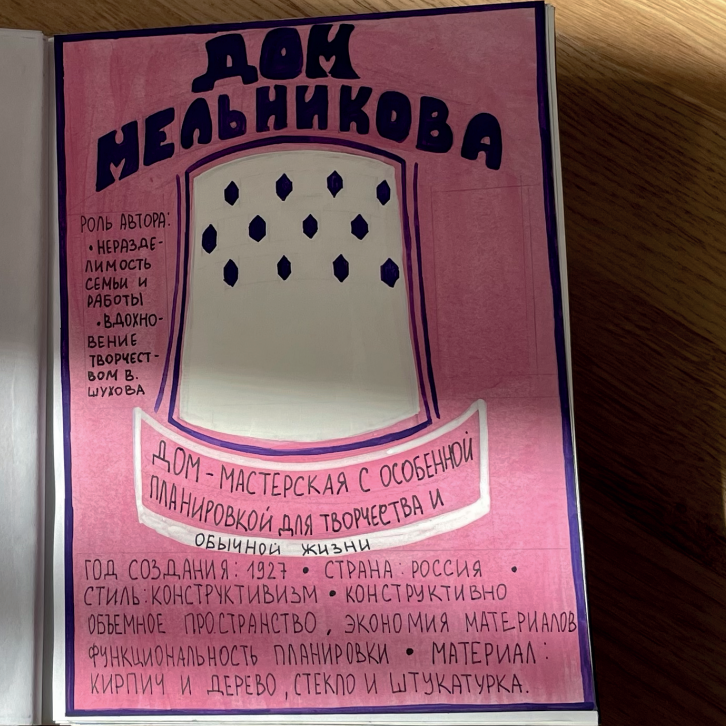 ДОМ
МЕЛЬНИКОВА
РОЛЬ АВТОРА:
• НЕРАЗДЕ-
ЛИМОСТЬ
СЕМЬИ И
РАБОТЫ
• ВДОХНО-
ВЕНИЕ
ТВОРЧЕСТ-
ВОМ В.
ШУХОВА
ДОМ - МАСТЕРСКАЯ С ОСОБЕННОЙ
ПЛАНИРОВКОЙ ДЛЯ ТВОРЧЕСТВА И
ОБЫЧНОЙ ЖИЗНИ
ГОД СОЗДАНИЯ: 1927 • СТРАНА: РОССИЯ •
СТИЛЬ: КОНСТРУКТИВИЗМ • КОНСТРУКТИВНО
ОБЪЕМНОЕ ПРОСТРАНСТВО, ЭКОНОМИЯ МАТЕРИАЛОВ
ФУНКЦИОНАЛЬНОСТЬ ПЛАНИРОВКИ • МАТЕРИАЛ:
КИРПИЧ И ДЕРЕВО, СТЕКЛО И ШТУКАТУРКА.